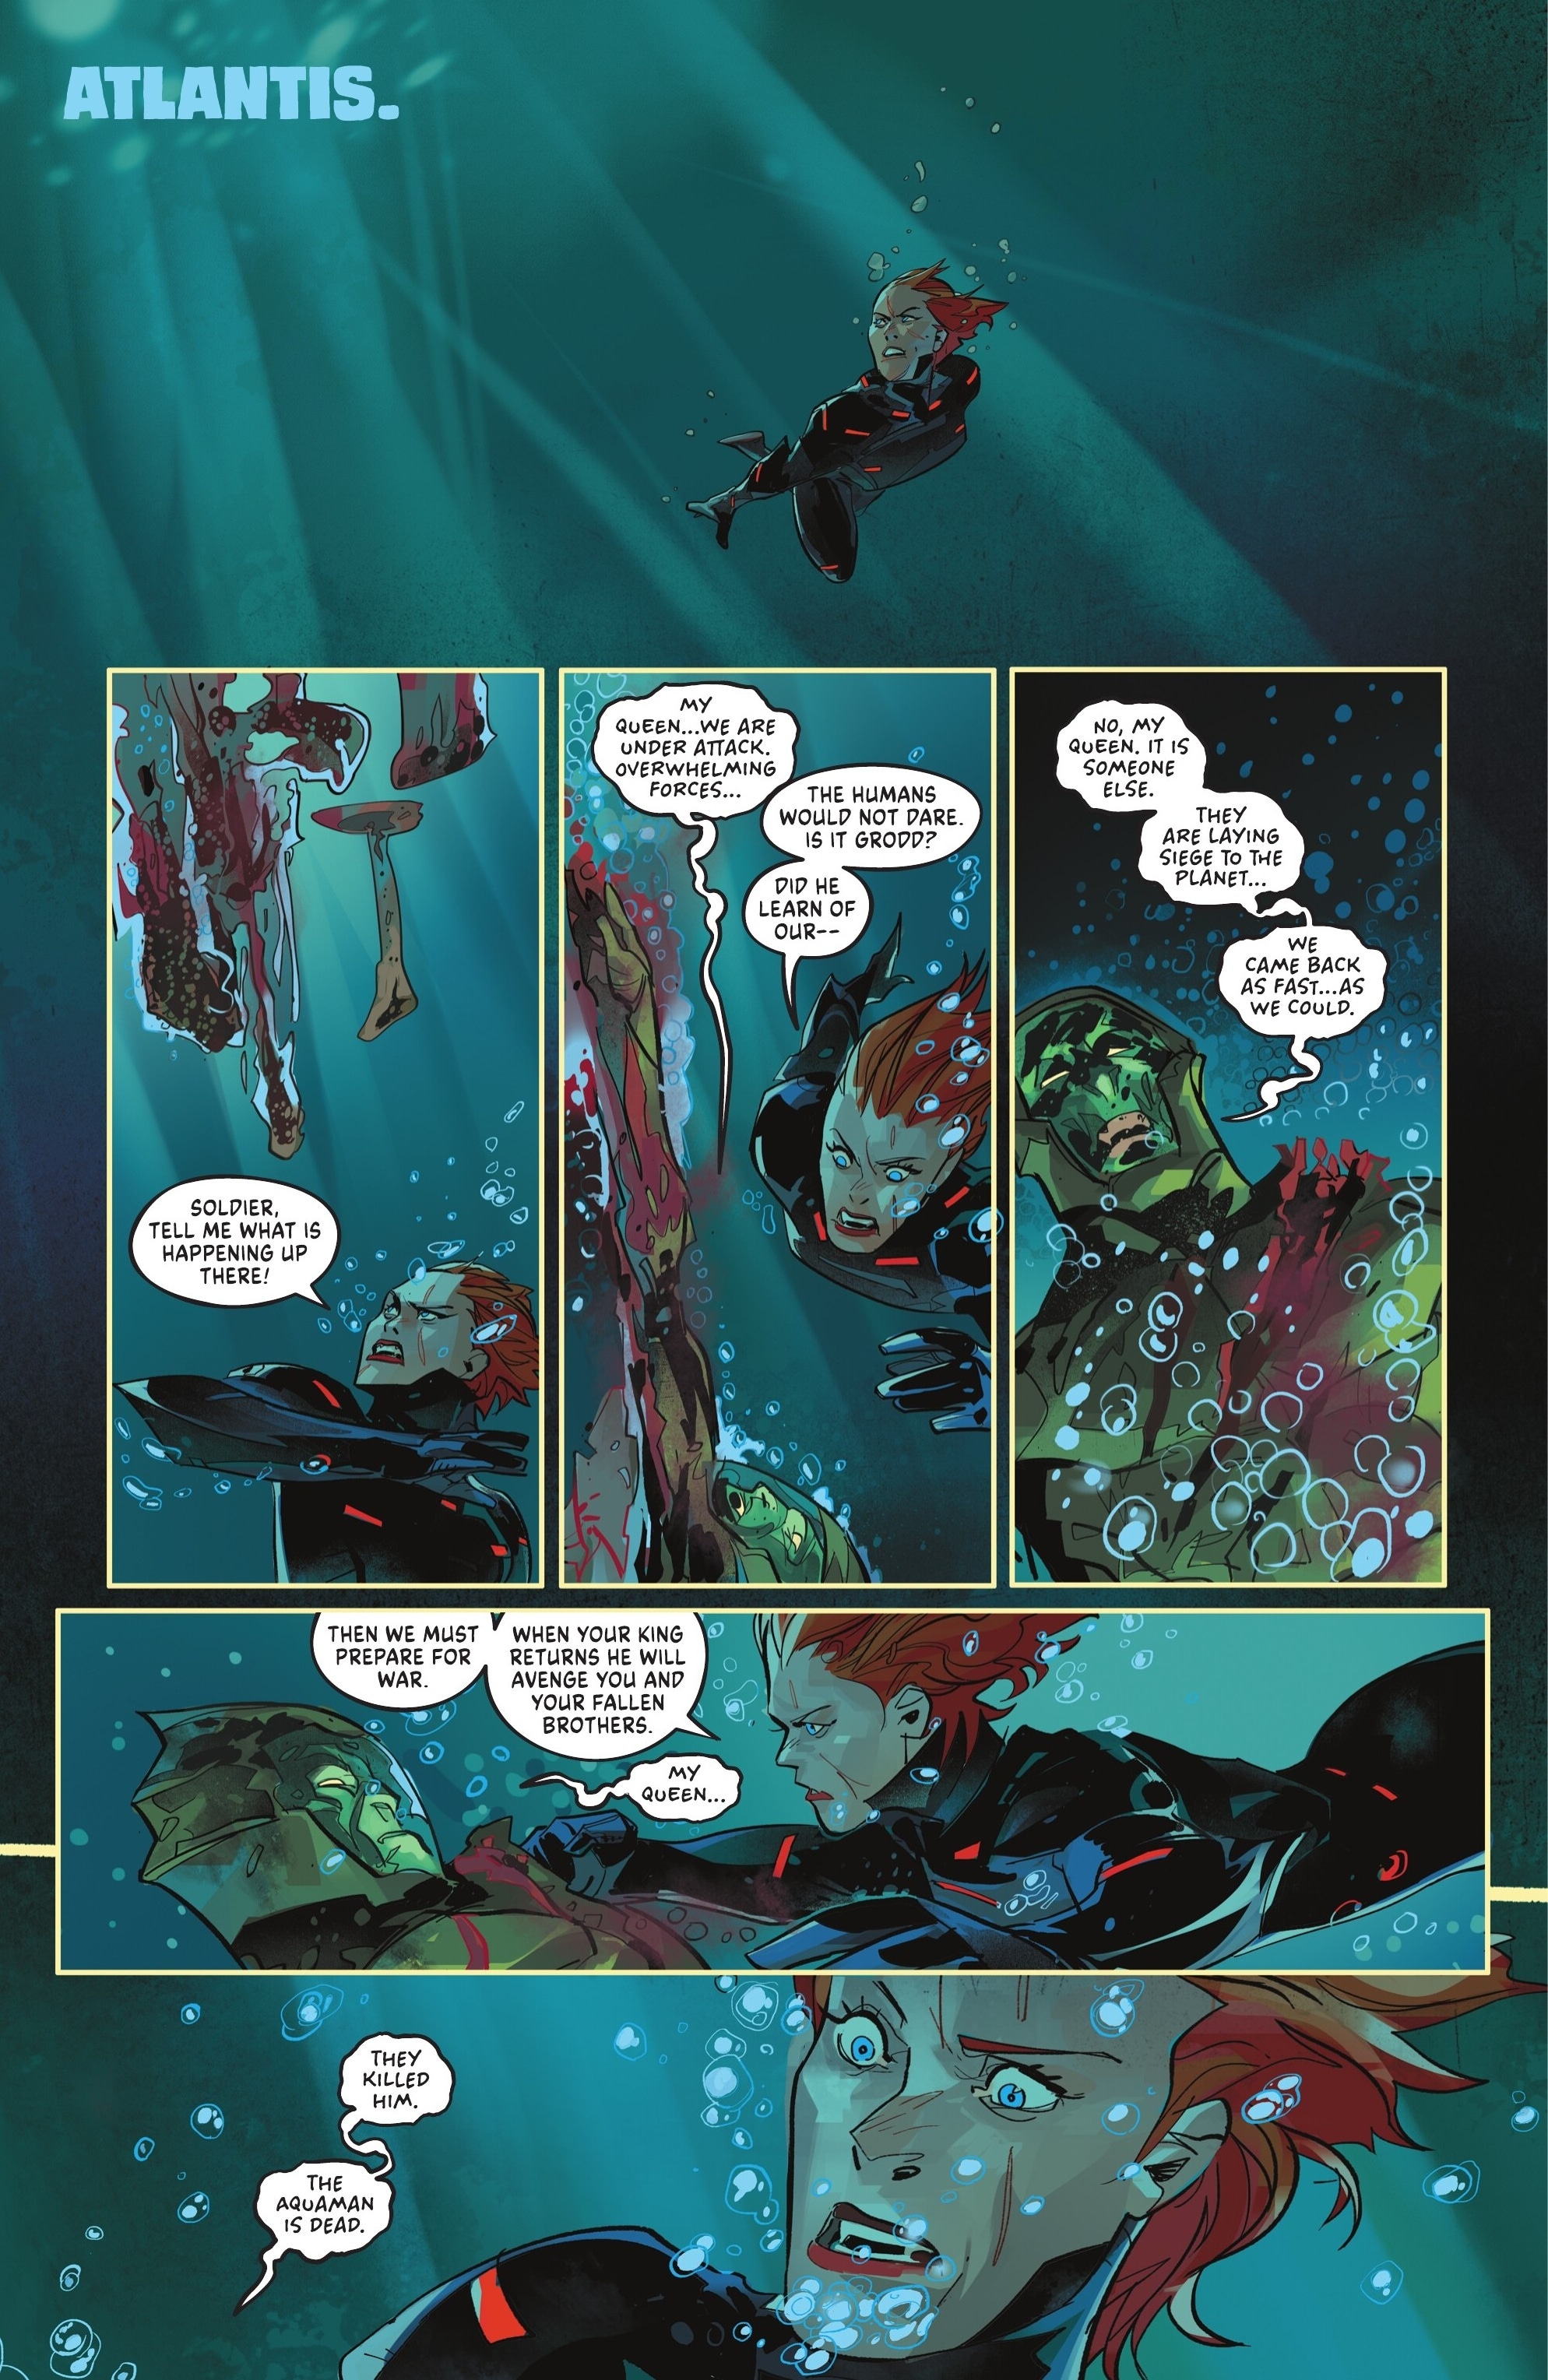 ATLANTIS.
SOLDIER,
TELL ME WHAT IS
HAPPENING UP
THERE!
MY
QUEEN...WE ARE
UNDER ATTACK.
OVERWHELMING
FORCES...
THE HUMANS
WOULD NOT DARE.
IS IT GRODD?
DID HE
LEARN OF
OUR--
NO, MY
QUEEN. IT IS
SOMEONE
ELSE.
THEY
ARE LAYING
SIEGE TO THE
PLANET...
WE
CAME BACK
AS FAST...AS
WE COULD.
THEN WE MUST
PREPARE FOR
WAR.
WHEN YOUR KING
RETURNS HE WILL
AVENGE YOU AND
YOUR FALLEN
BROTHERS.
MY
QUEEN...
THEY
KILLED
HIM.
THE
AQUAMAN
IS DEAD.